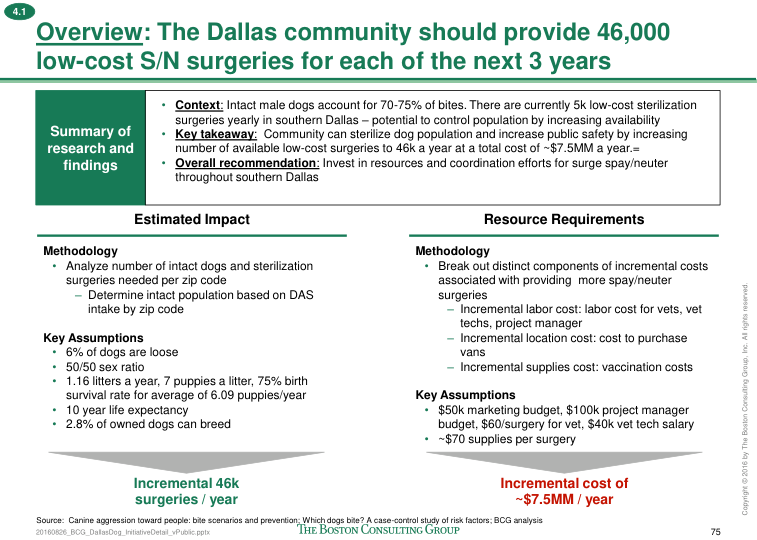 4.1
Overview: The Dallas community should provide 46,000
low-cost S/N surgeries for each of the next 3 years
Summary of
research and
findings
• Context: Intact male dogs account for 70-75% of bites. There are currently 5k low-cost sterilization
surgeries yearly in southern Dallas – potential to control population by increasing availability
• Key takeaway: Community can sterilize dog population and increase public safety by increasing
number of available low-cost surgeries to 46k a year at a total cost of ~$7.5MM a year.=
• Overall recommendation: Invest in resources and coordination efforts for surge spay/neuter
throughout southern Dallas
Estimated Impact
Methodology
• Analyze number of intact dogs and sterilization
surgeries needed per zip code
– Determine intact population based on DAS
intake by zip code
Key Assumptions
• 6% of dogs are loose
• 50/50 sex ratio
• 1.16 litters a year, 7 puppies a litter, 75% birth
survival rate for average of 6.09 puppies/year
• 10 year life expectancy
• 2.8% of owned dogs can breed
Incremental 46k
surgeries / year
Resource Requirements
Methodology
• Break out distinct components of incremental costs
associated with providing more spay/neuter
surgeries
– Incremental labor cost: labor cost for vets, vet
techs, project manager
– Incremental location cost: cost to purchase
vans
– Incremental supplies cost: vaccination costs
Key Assumptions
• $50k marketing budget, $100k project manager
budget, $60/surgery for vet, $40k vet tech salary
• ~$70 supplies per surgery
Incremental cost of
~$7.5MM / year
Source: Canine aggression toward people: bite scenarios and prevention; Which dogs bite? A case-control study of risk factors; BCG analysis
20160826_BCG_DallasDog_InitiativeDetail_vPublic.pptx
THE BOSTON CONSULTING GROUP
75
Copyright © 2016 by The Boston Consulting Group, Inc. All rights reserved.